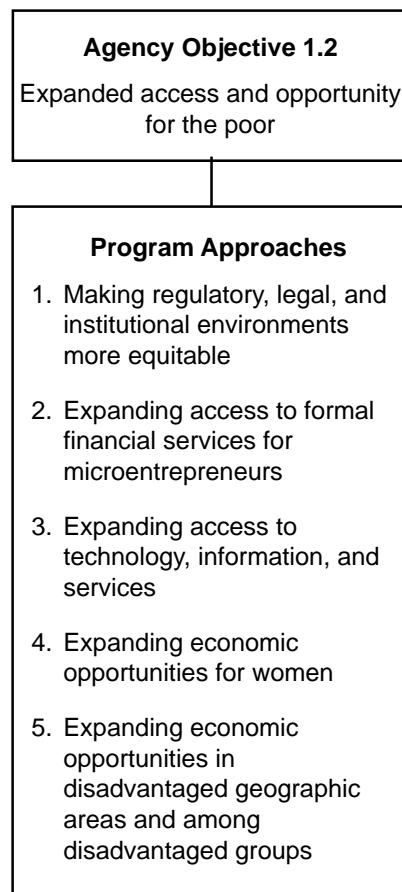 Agency Objective 1.2
Expanded access and opportunity
for the poor
Program Approaches
1. Making regulatory, legal, and
institutional environments
more equitable
2. Expanding access to formal
financial services for
microentrepreneurs
3. Expanding access to
technology, information, and
services
4. Expanding economic
opportunities for women
5. Expanding economic
opportunities in
disadvantaged geographic
areas and among
disadvantaged groups